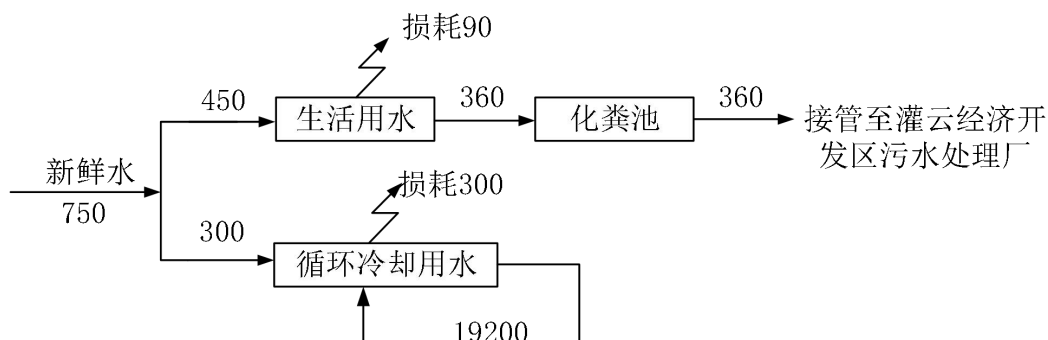 损耗90
450
生活用水
360
化粪池
360
接管至灌云经济开
发区污水处理厂
新鲜水
750
损耗300
300
循环冷却用水
19200